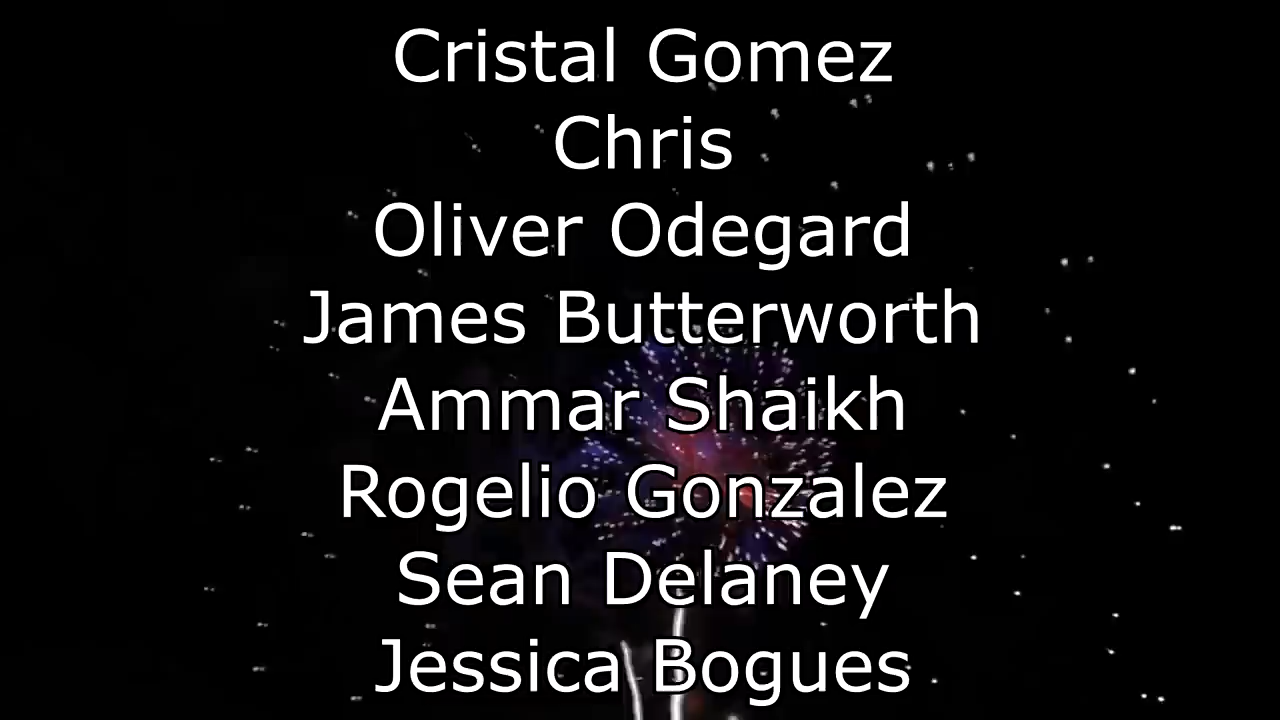 Cristal Gomez
Chris
Oliver Odegard
James Butterworth
Ammar Shaikh
Rogelio Gonzalez
Sean Delaney
Jessica Bogues